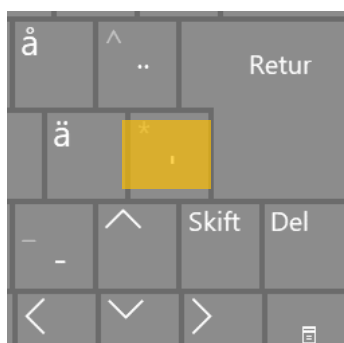 å ^ ¨ Retur
ä * '
_ - Skift Del